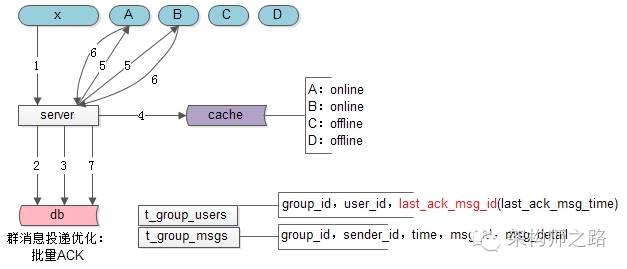 x
A
B
C
D
6
1
5
5
6
server
4
cache
A：online
B：online
C：offline
D：offline
2
3
7
db
群消息投递优化：
批量ACK
t_group_users
group_id，user_id，last_ack_msg_id(last_ack_msg_time)
t_group_msgs
group_id，sender_id，time，msg_id，msg_detail
架构师之路